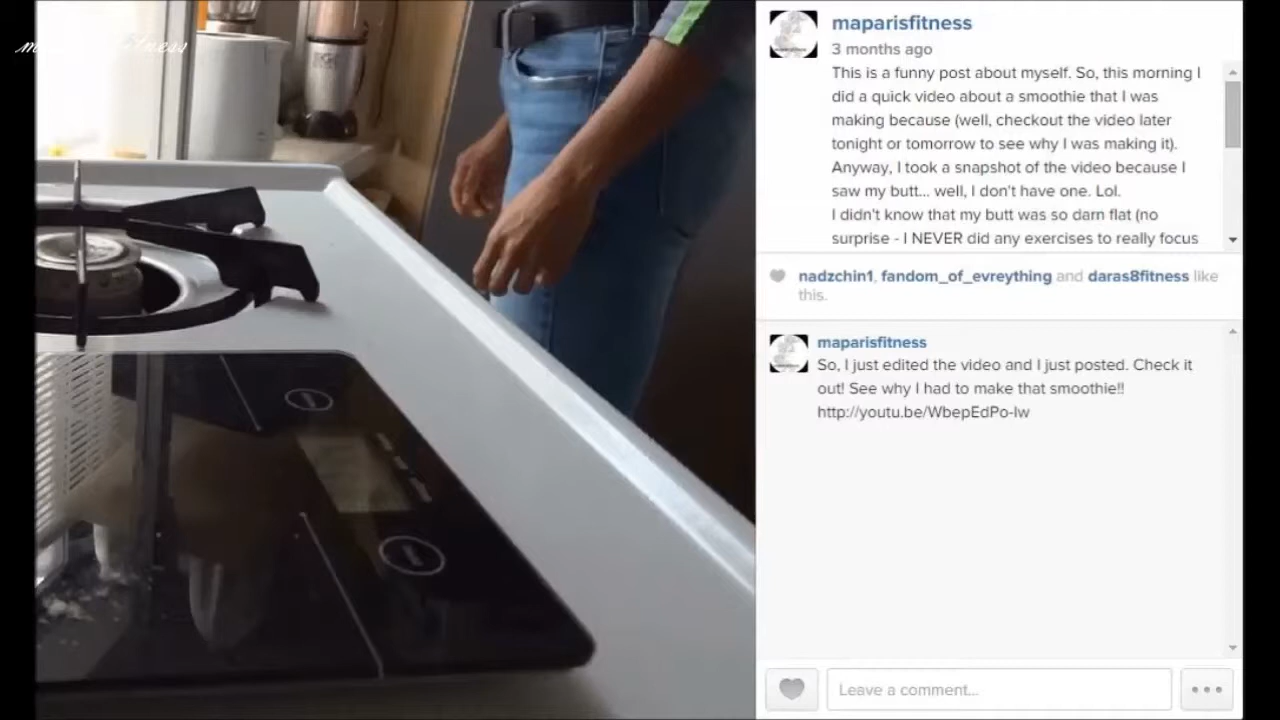 maparisfitness
3 months ago
This is a funny post about myself. So, this morning I
did a quick video about a smoothie that I was
making because (well, checkout the video later
tonight or tomorrow to see why I was making it).
Anyway, I took a snapshot of the video because I
saw my butt... well, I don't have one. Lol.
I didn't know that my butt was so darn flat (no
surprise - I NEVER did any exercises to really focus
nadzchin1, fandom_of_evreything and daras8fitness like
this.
maparisfitness
So, I just edited the video and I just posted. Check it
out! See why I had to make that smoothie!!
http://youtu.be/WbepEdPo-Iw
Leave a comment...